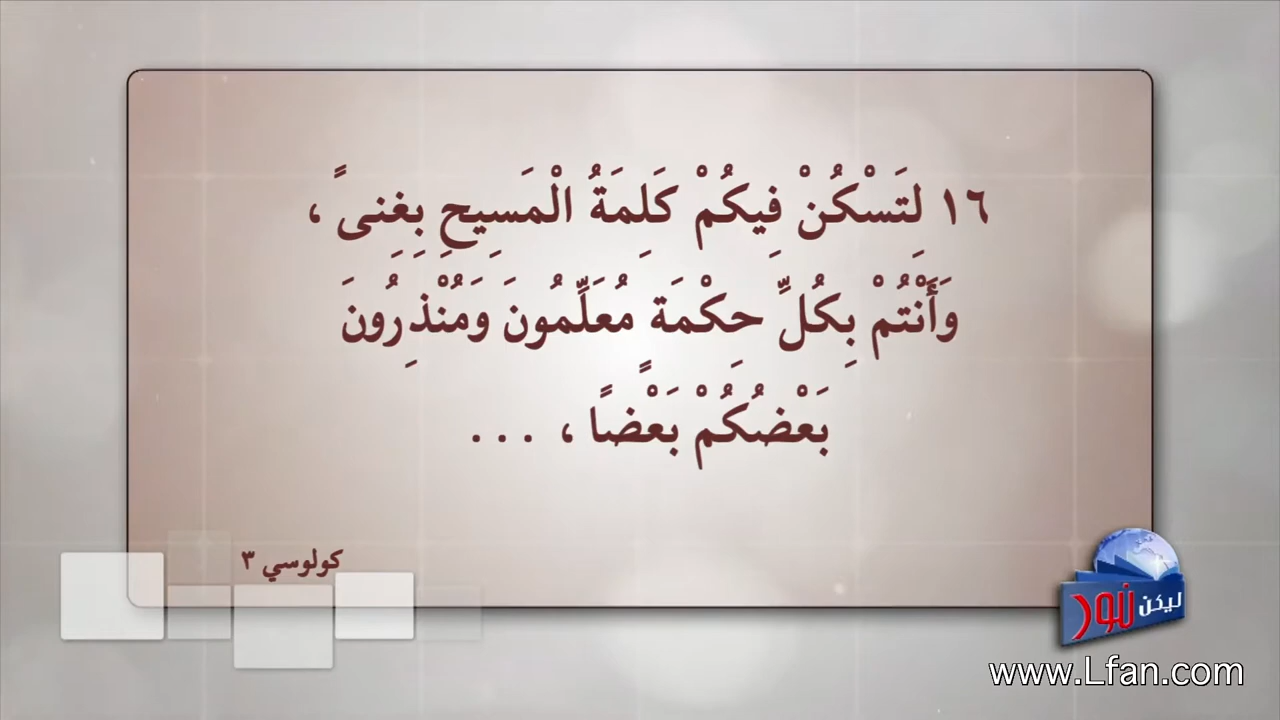 ١٦ لِتَسْكُنْ فِيكُمْ كَلِمَةُ الْمَسِيحِ بِغِنىً ،
وَأَنْتُمْ بِكُلِّ حِكْمَةٍ مُعَلِّمُونَ وَمُنْذِرُونَ
بَعْضُكُمْ بَعْضًا ، ...
كولوسي ٣
ليكن نور
www.Lfan.com